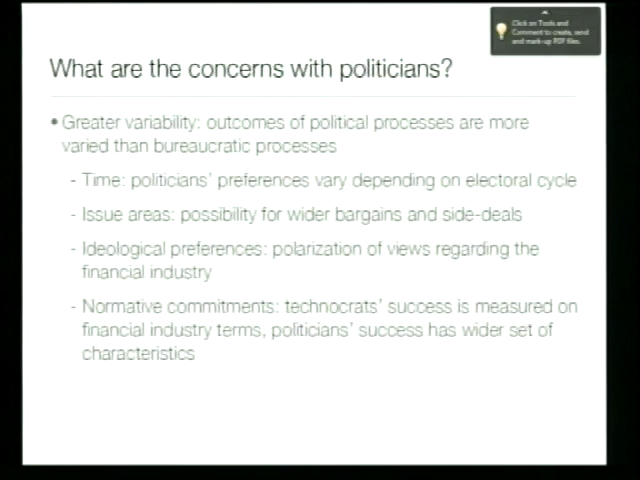 Click on Tools and
Comment to create, send
and mark-up PDF files.
What are the concerns with politicians?
• Greater variability: outcomes of political processes are more
varied than bureaucratic processes
- Time: politicians' preferences vary depending on electoral cycle
- Issue areas: possibility for wider bargains and side-deals
- Ideological preferences: polarization of views regarding the
financial industry
- Normative commitments: technocrats' success is measured on
financial industry terms, politicians' success has wider set of
characteristics